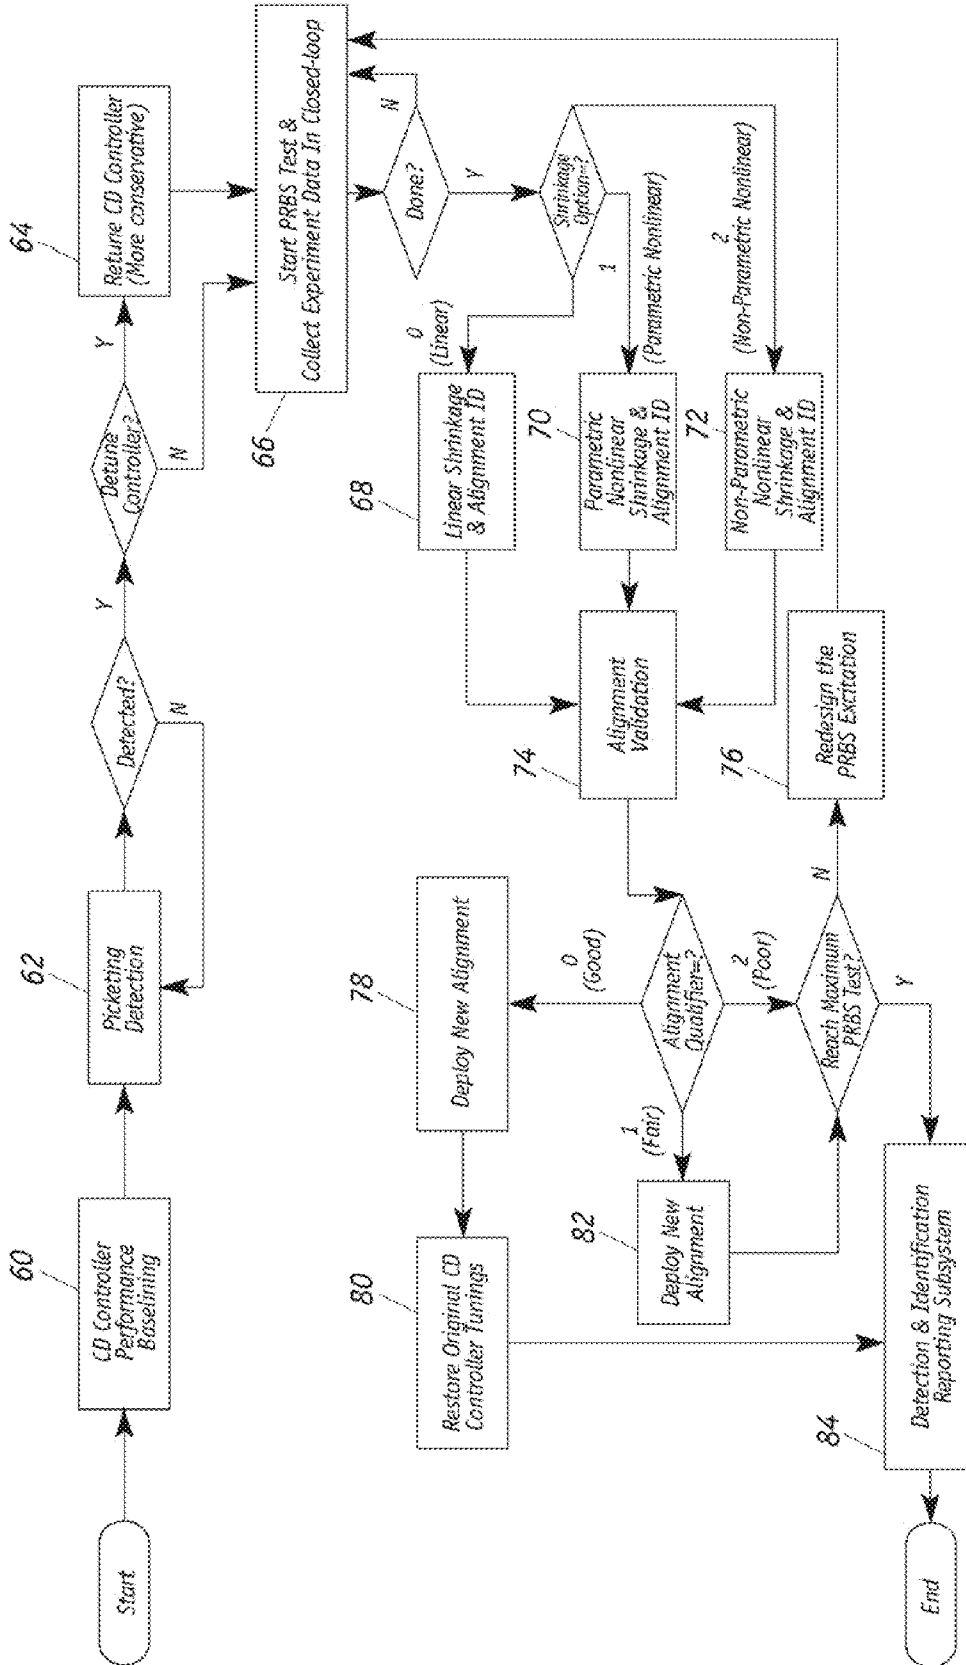 Start
60
CD Controller
Performance
Baselining
62
Picketing
Detection
Detected?
Y
N
Detune
Controller?
Y
N
64
Retune CD Controller
(More conservative)
66
Start PRBS Test &
Collect Experiment Data In Closed-loop
Done?
N
Y
Shrinkage
Option=?
0
(Linear)
1
(Parametric Nonlinear)
2
(Non-Parametric Nonlinear)
68
Linear Shrinkage
& Alignment ID
70
Parametric
Nonlinear
Shrinkage &
Alignment ID
72
Non-Parametric
Nonlinear
Shrinkage &
Alignment ID
74
Alignment
Validation
76
Redesign the
PRBS Excitation
Alignment
Qualifier=?
0
(Good)
1
(Fair)
2
(Poor)
78
Deploy New Alignment
80
Restore Original CD
Controller Tunings
82
Deploy New
Alignment
Reach Maximum
PRBS Test?
N
Y
84
Detection & Identification
Reporting Subsystem
End